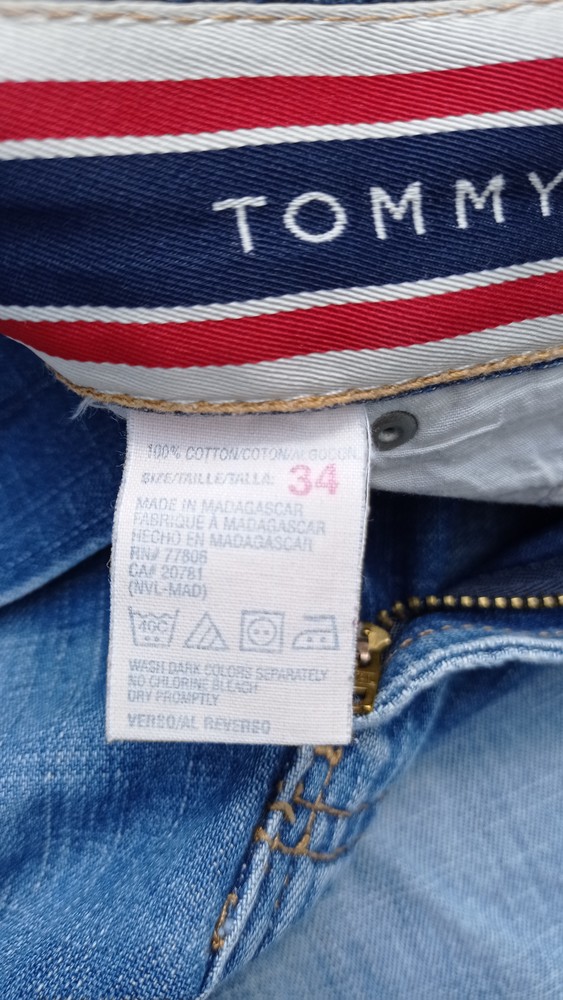 TOMMY
100% COTTON/COTON/ALGODON
SIZE/TAILLE/TALLA: 34
MADE IN MADAGASCAR
FABRIQUE À MADAGASCAR
HECHO EN MADAGASCAR
RN# 77806
CA# 20781
(NVL-MAD)
40C
WASH DARK COLORS SEPARATELY
NO CHLORINE BLEACH
DRY PROMPTLY
VERSO/AL REVERSO